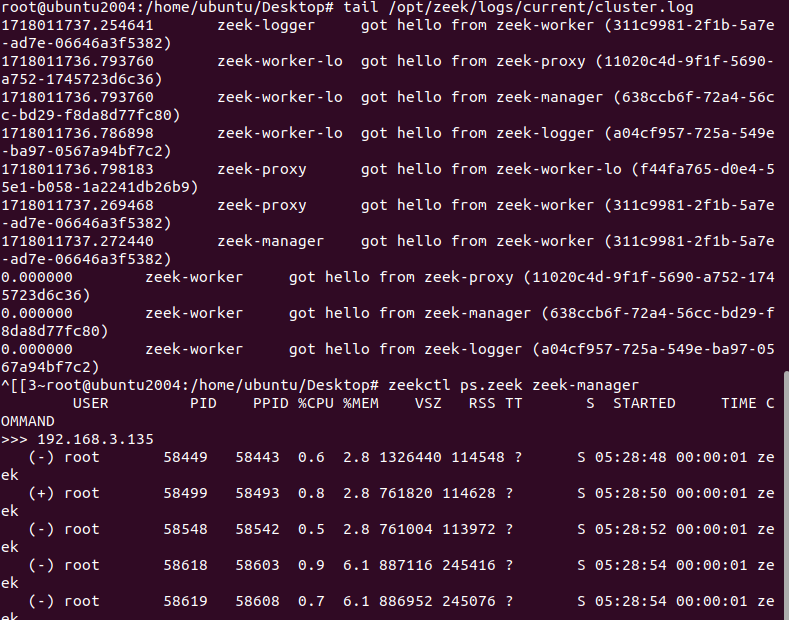 root@ubuntu2004:/home/ubuntu/Desktop# tail /opt/zeek/logs/current/cluster.log
1718011737.254641       zeek-logger     got hello from zeek-worker (311c9981-2f1b-5a7e
-ad7e-06646a3f5382)
1718011736.793760       zeek-worker-lo  got hello from zeek-proxy (11020c4d-9f1f-5690-
a752-1745723d6c36)
1718011736.793760       zeek-worker-lo  got hello from zeek-manager (638ccb6f-72a4-56c
c-bd29-f8da8d77fc80)
1718011736.786898       zeek-worker-lo  got hello from zeek-logger (a04cf957-725a-549e
-ba97-0567a94bf7c2)
1718011736.798183       zeek-proxy      got hello from zeek-worker-lo (f44fa765-d0e4-5
5e1-b058-1a2241db26b9)
1718011737.269468       zeek-proxy      got hello from zeek-worker (311c9981-2f1b-5a7e
-ad7e-06646a3f5382)
1718011737.272440       zeek-manager    got hello from zeek-worker (311c9981-2f1b-5a7e
-ad7e-06646a3f5382)
0.000000        zeek-worker     got hello from zeek-proxy (11020c4d-9f1f-5690-a752-174
5723d6c36)
0.000000        zeek-worker     got hello from zeek-manager (638ccb6f-72a4-56cc-bd29-f
8da8d77fc80)
0.000000        zeek-worker     got hello from zeek-logger (a04cf957-725a-549e-ba97-05
67a94bf7c2)
^[[3~root@ubuntu2004:/home/ubuntu/Desktop# zeekctl ps.zeek zeek-manager
        USER         PID    PPID %CPU %MEM    VSZ   RSS TT       S  STARTED     TIME C
OMMAND
>>> 192.168.3.135
   (-) root       58449   58443  0.6  2.8 1326440 114548 ?      S 05:28:48 00:00:01 ze
ek
   (+) root       58499   58493  0.8  2.8 761820 114628 ?       S 05:28:50 00:00:01 ze
ek
   (-) root       58548   58542  0.5  2.8 761004 113972 ?       S 05:28:52 00:00:01 ze
ek
   (-) root       58618   58603  0.9  6.1 887116 245416 ?       S 05:28:54 00:00:01 ze
ek
   (-) root       58619   58608  0.7  6.1 886952 245076 ?       S 05:28:54 00:00:01 ze
ek